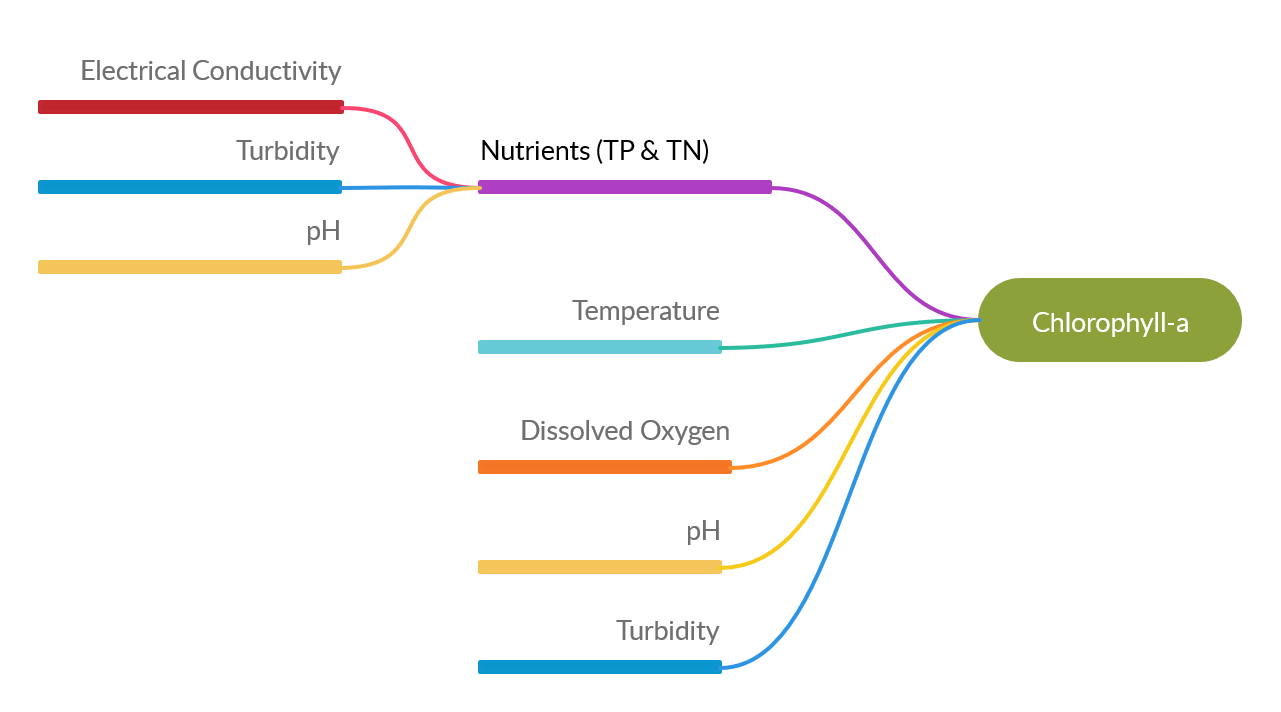 Electrical Conductivity
Turbidity
pH
Nutrients (TP & TN)
Temperature
Dissolved Oxygen
pH
Turbidity
Chlorophyll-a